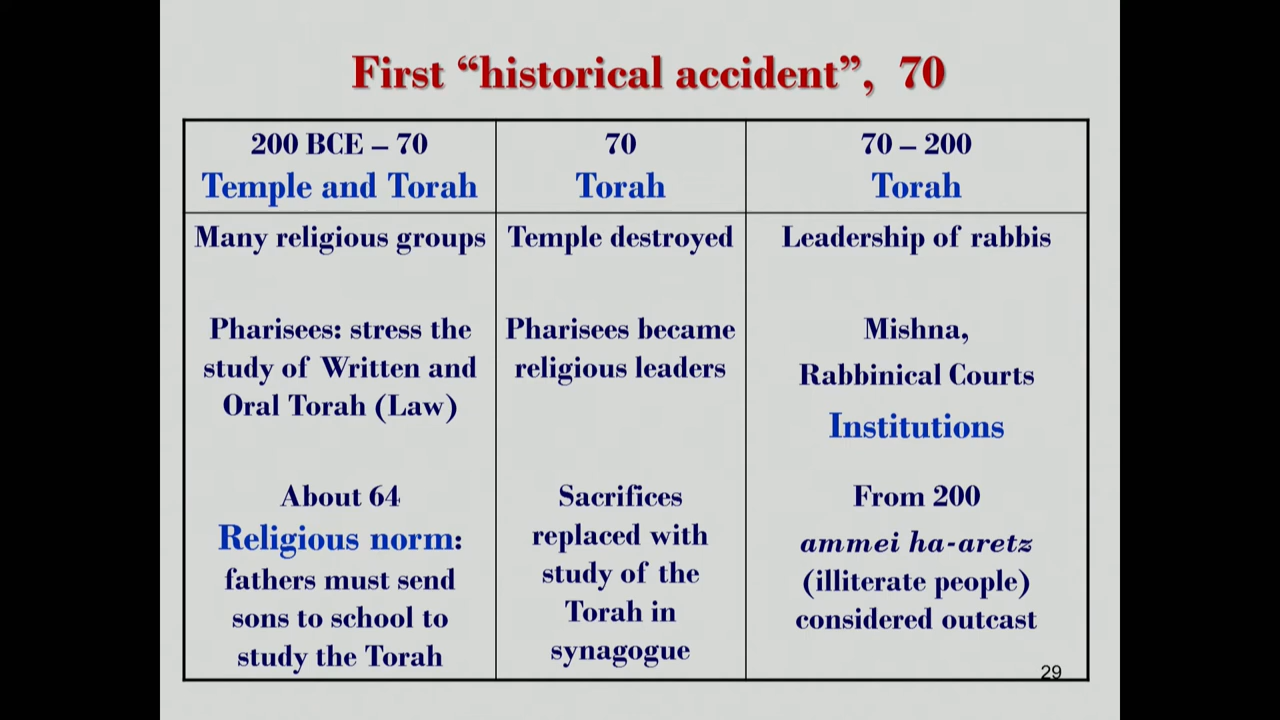 First “historical accident”, 70
200 BCE – 70
Temple and Torah
Many religious groups
Pharisees: stress the
study of Written and
Oral Torah (Law)
About 64
Religious norm:
fathers must send
sons to school to
study the Torah
70
Torah
Temple destroyed
Pharisees became
religious leaders
Sacrifices
replaced with
study of the
Torah in
synagogue
70 – 200
Torah
Leadership of rabbis
Mishna,
Rabbinical Courts
Institutions
From 200
ammei ha-aretz
(illiterate people)
considered outcast
29